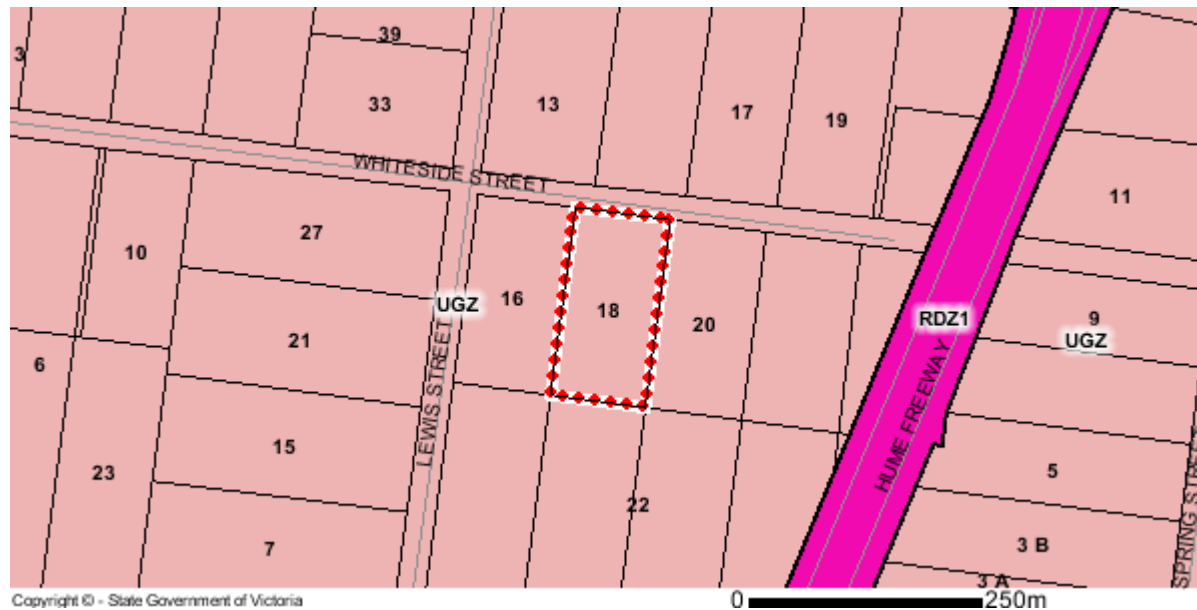 39
3
33
13
17
19
WHITESIDE STREET
11
10
27
16
18
20
UGZ
RDZ1
9
UGZ
21
6
LEWIS STREET
HUME FREEWAY
15
23
5
SPRING STREET
22
7
3 B
3 A
Copyright © - State Government of Victoria
0
250m